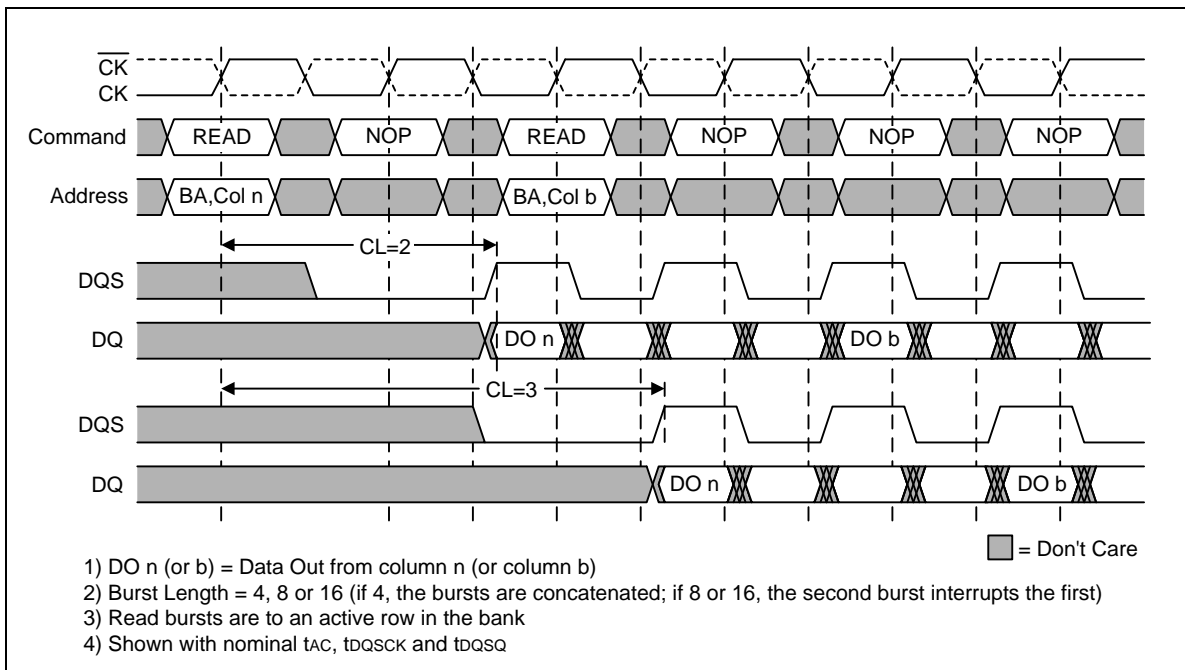 CK
CK
Command READ NOP READ NOP NOP NOP
Address BA,Col n BA,Col b
CL=2
DQS
DQ DO n DO b
CL=3
DQS
DQ DO n DO b
= Don't Care
1) DO n (or b) = Data Out from column n (or column b)
2) Burst Length = 4, 8 or 16 (if 4, the bursts are concatenated; if 8 or 16, the second burst interrupts the first)
3) Read bursts are to an active row in the bank
4) Shown with nominal tAC, tDQSCK and tDQSQ